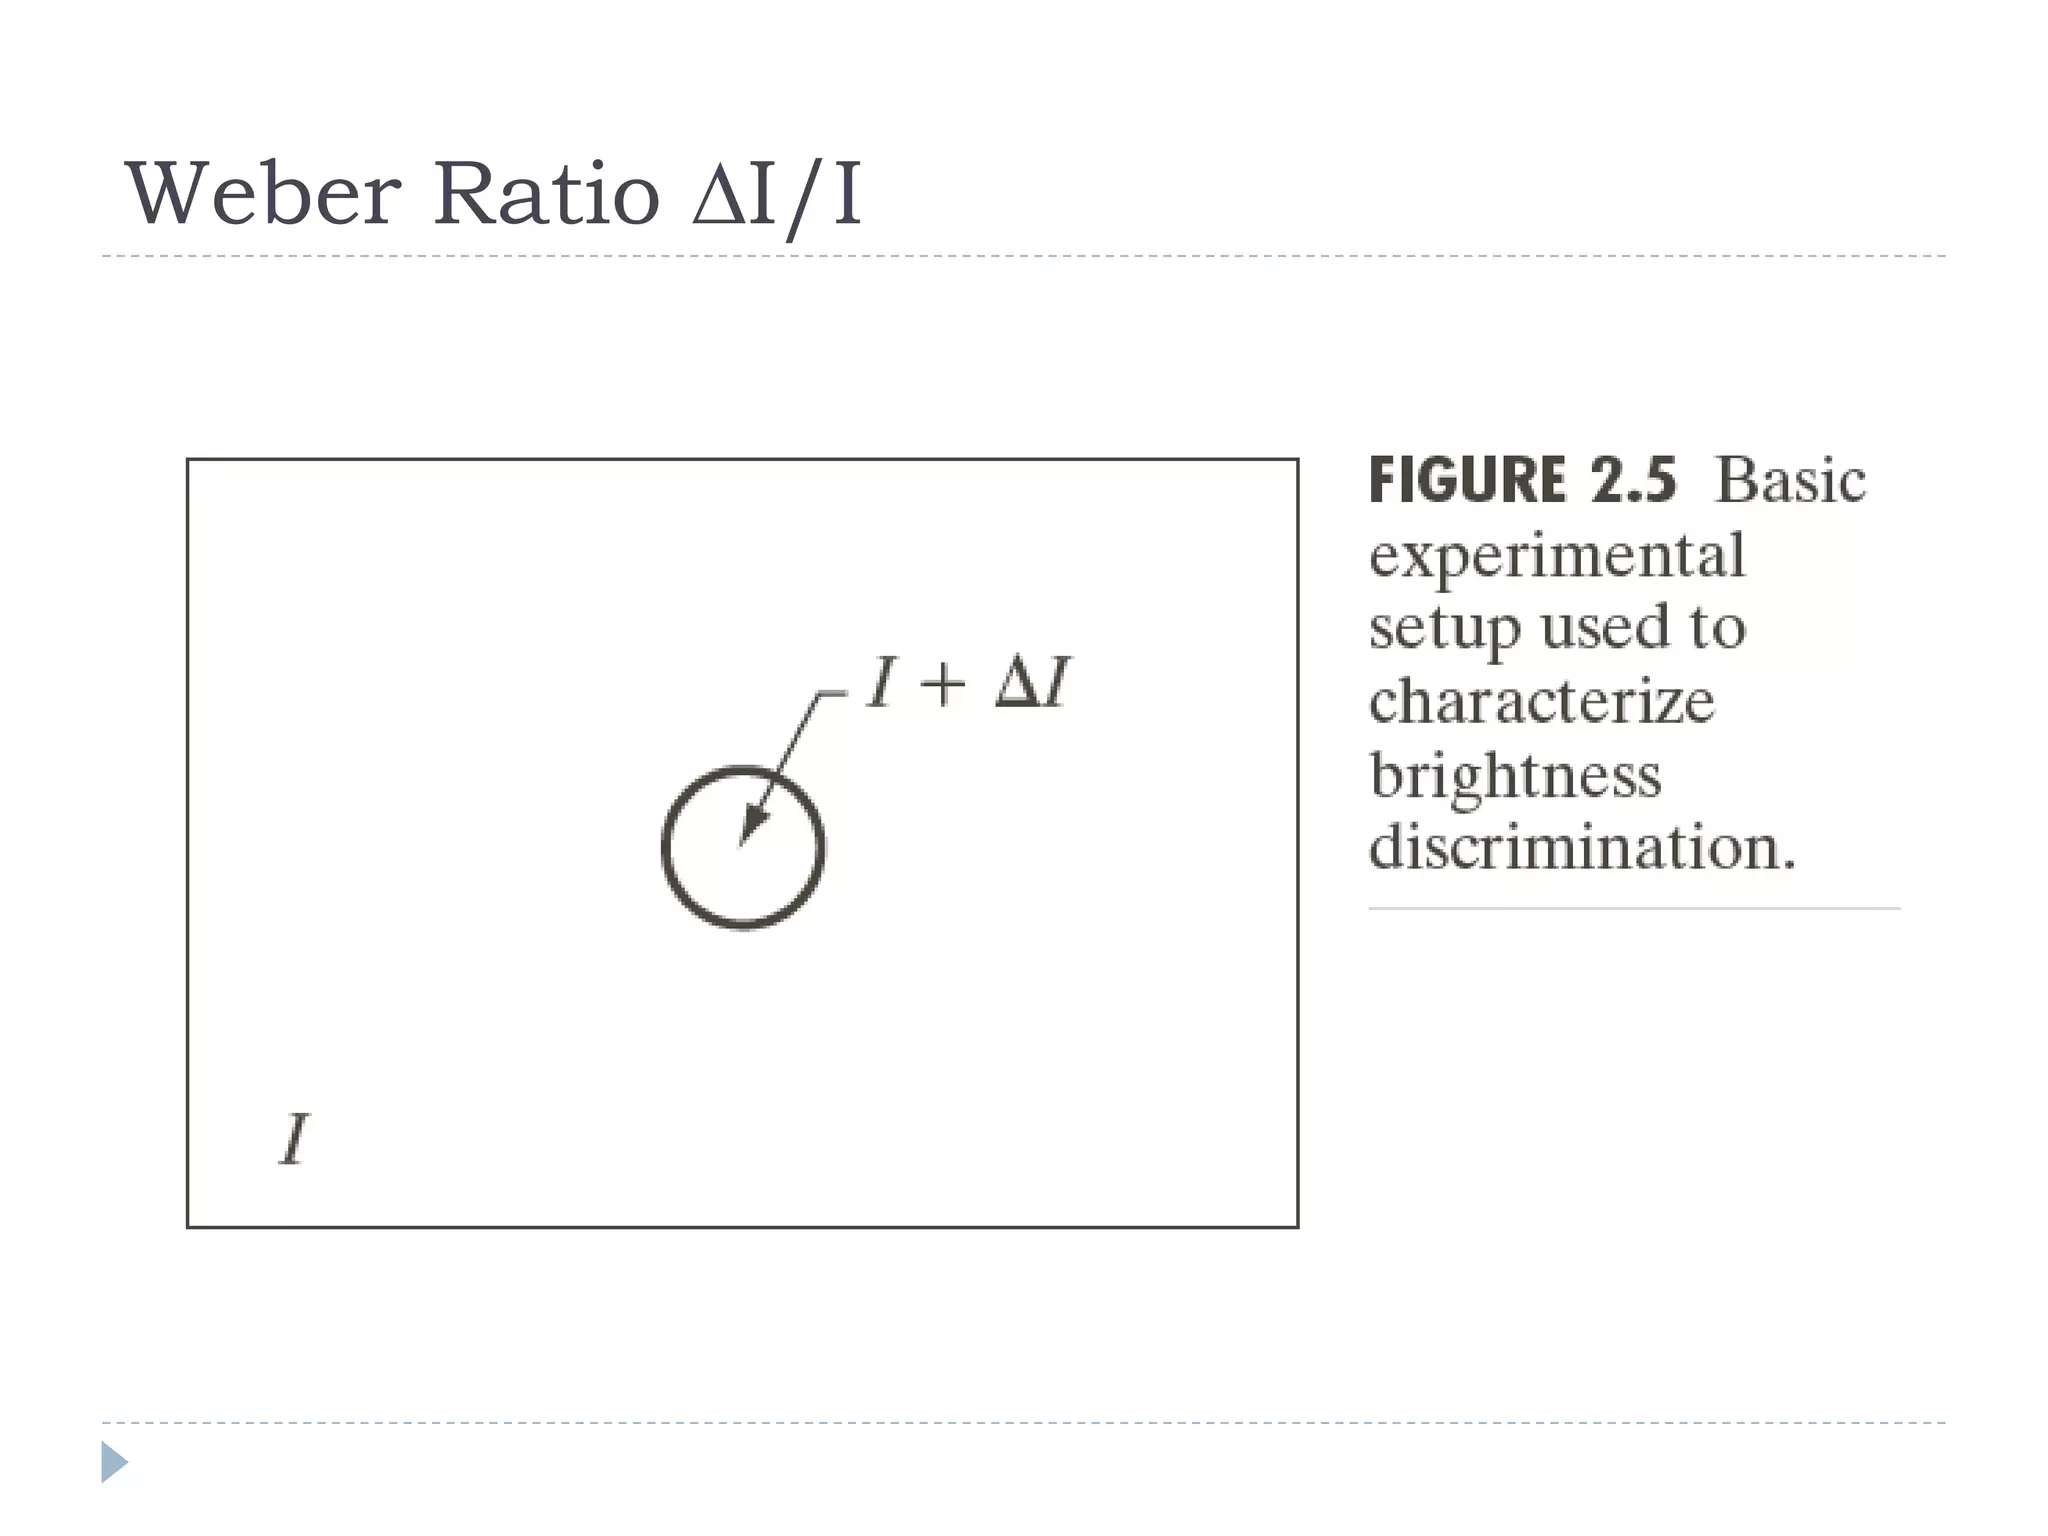 Weber Ratio ΔI/I
FIGURE 2.5 Basic
experimental
setup used to
characterize
brightness
discrimination.
I + ΔI
I